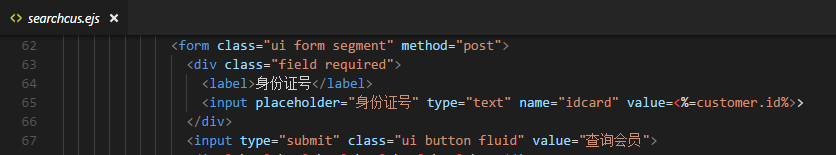 searchcus.ejs ×
62 <form class="ui form segment" method="post">
63 <div class="field required">
64 <label>身份证号</label>
65 <input placeholder="身份证号" type="text" name="idcard" value=<%=customer.id%>>
66 </div>
67 <input type="submit" class="ui button fluid" value="查询会员">